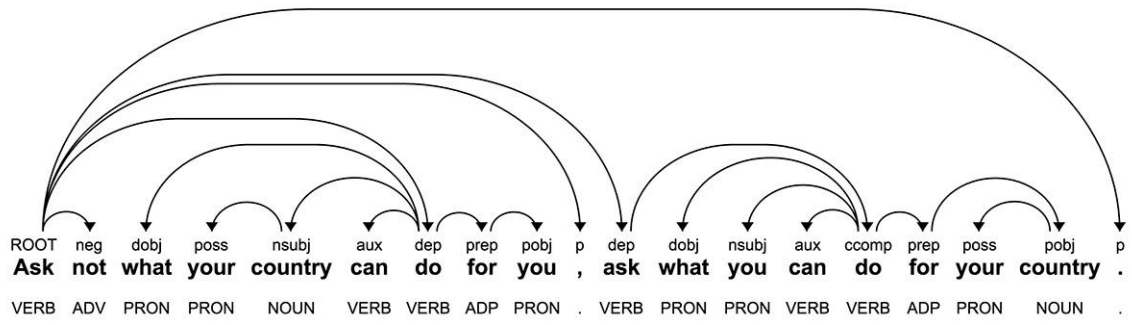 ROOT neg dobj poss nsubj aux dep prep pobj p dep dobj nsubj aux ccomp prep poss pobj p
Ask not what your country can do for you , ask what you can do for your country .
VERB ADV PRON PRON NOUN VERB VERB ADP PRON . VERB PRON PRON VERB VERB ADP PRON NOUN .